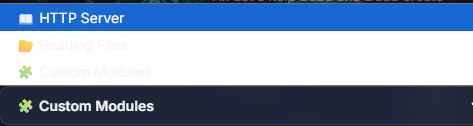 📖 HTTP Server
📂 Reading Files
🧩 Custom Modules
🧩 Custom Modules